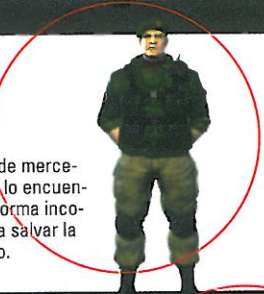 de merce-
lo encuen-
orma inco-
a salvar la
o.